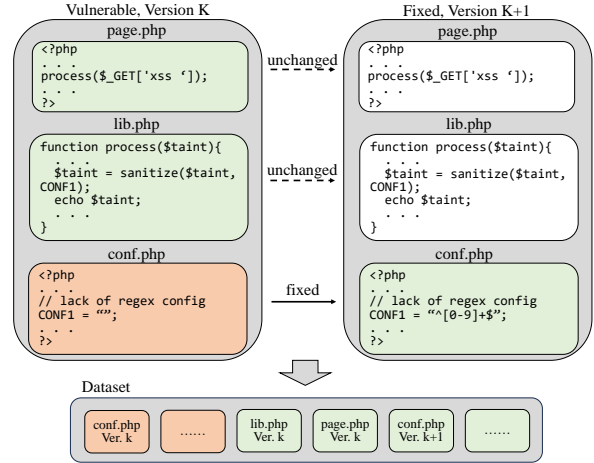 Vulnerable, Version K
page.php
<?php
. . .
process($_GET['xss ‘]);
. . .
?>
lib.php
function process($taint){
. . .
$taint = sanitize($taint,
CONF1);
echo $taint;
. . .
}
conf.php
<?php
. . .
// lack of regex config
CONF1 = “”;
. . .
?>
unchanged
unchanged
fixed
Fixed, Version K+1
page.php
<?php
. . .
process($_GET['xss ‘]);
. . .
?>
lib.php
function process($taint){
. . .
$taint = sanitize($taint,
CONF1);
echo $taint;
. . .
}
conf.php
<?php
. . .
// lack of regex config
CONF1 = “^[0-9]+$”;
. . .
?>
Dataset
conf.php
Ver. k
......
lib.php
Ver. k
page.php
Ver. k
conf.php
Ver. k+1
......